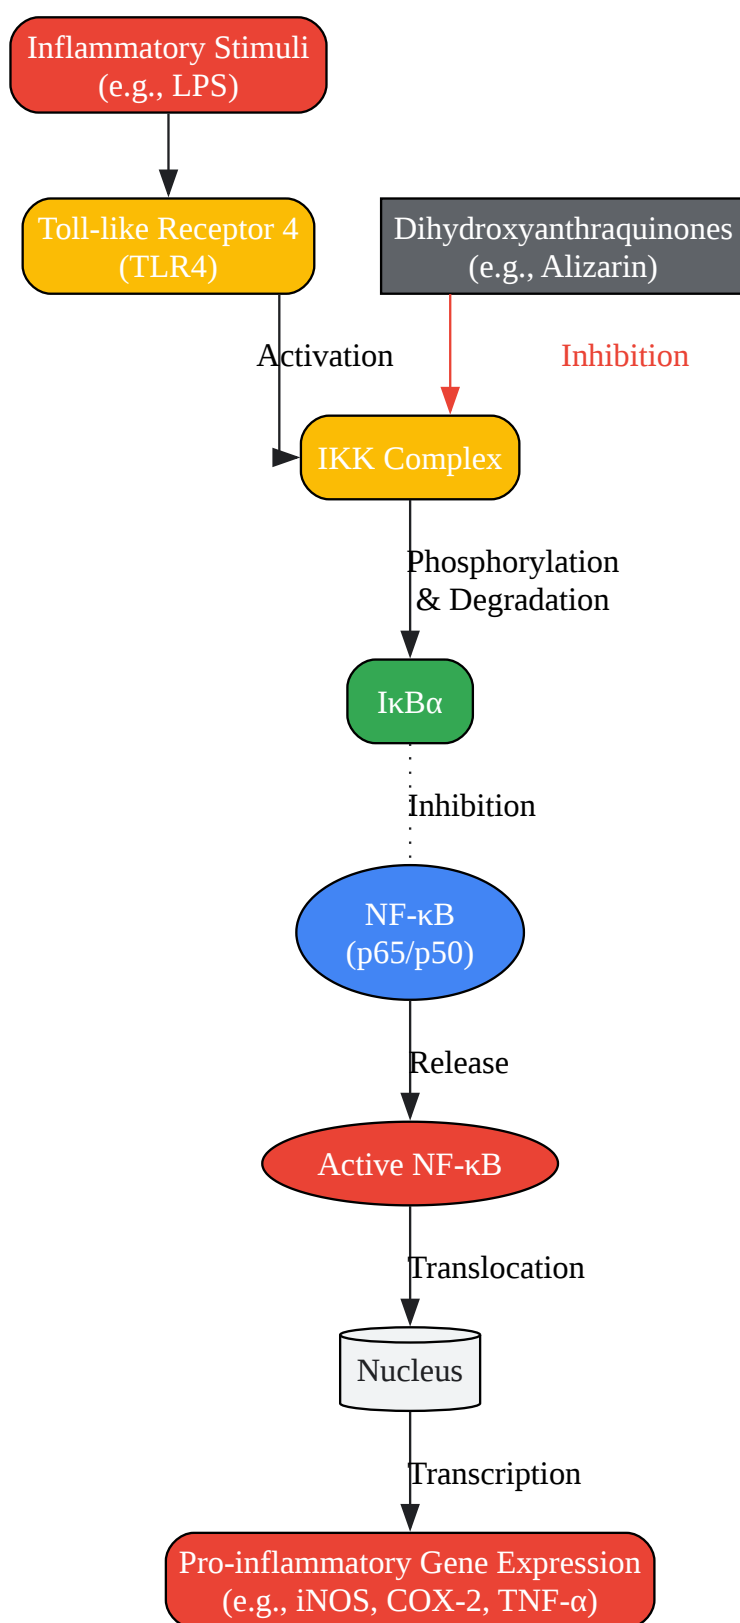 Inflammatory Stimuli
(e.g., LPS)
Toll-like Receptor 4
(TLR4)
Dihydroxyanthraquinones
(e.g., Alizarin)
Activation
Inhibition
IKK Complex
Phosphorylation
& Degradation
IκBα
Inhibition
NF-κB
(p65/p50)
Release
Active NF-κB
Translocation
Nucleus
Transcription
Pro-inflammatory Gene Expression
(e.g., iNOS, COX-2, TNF-α)